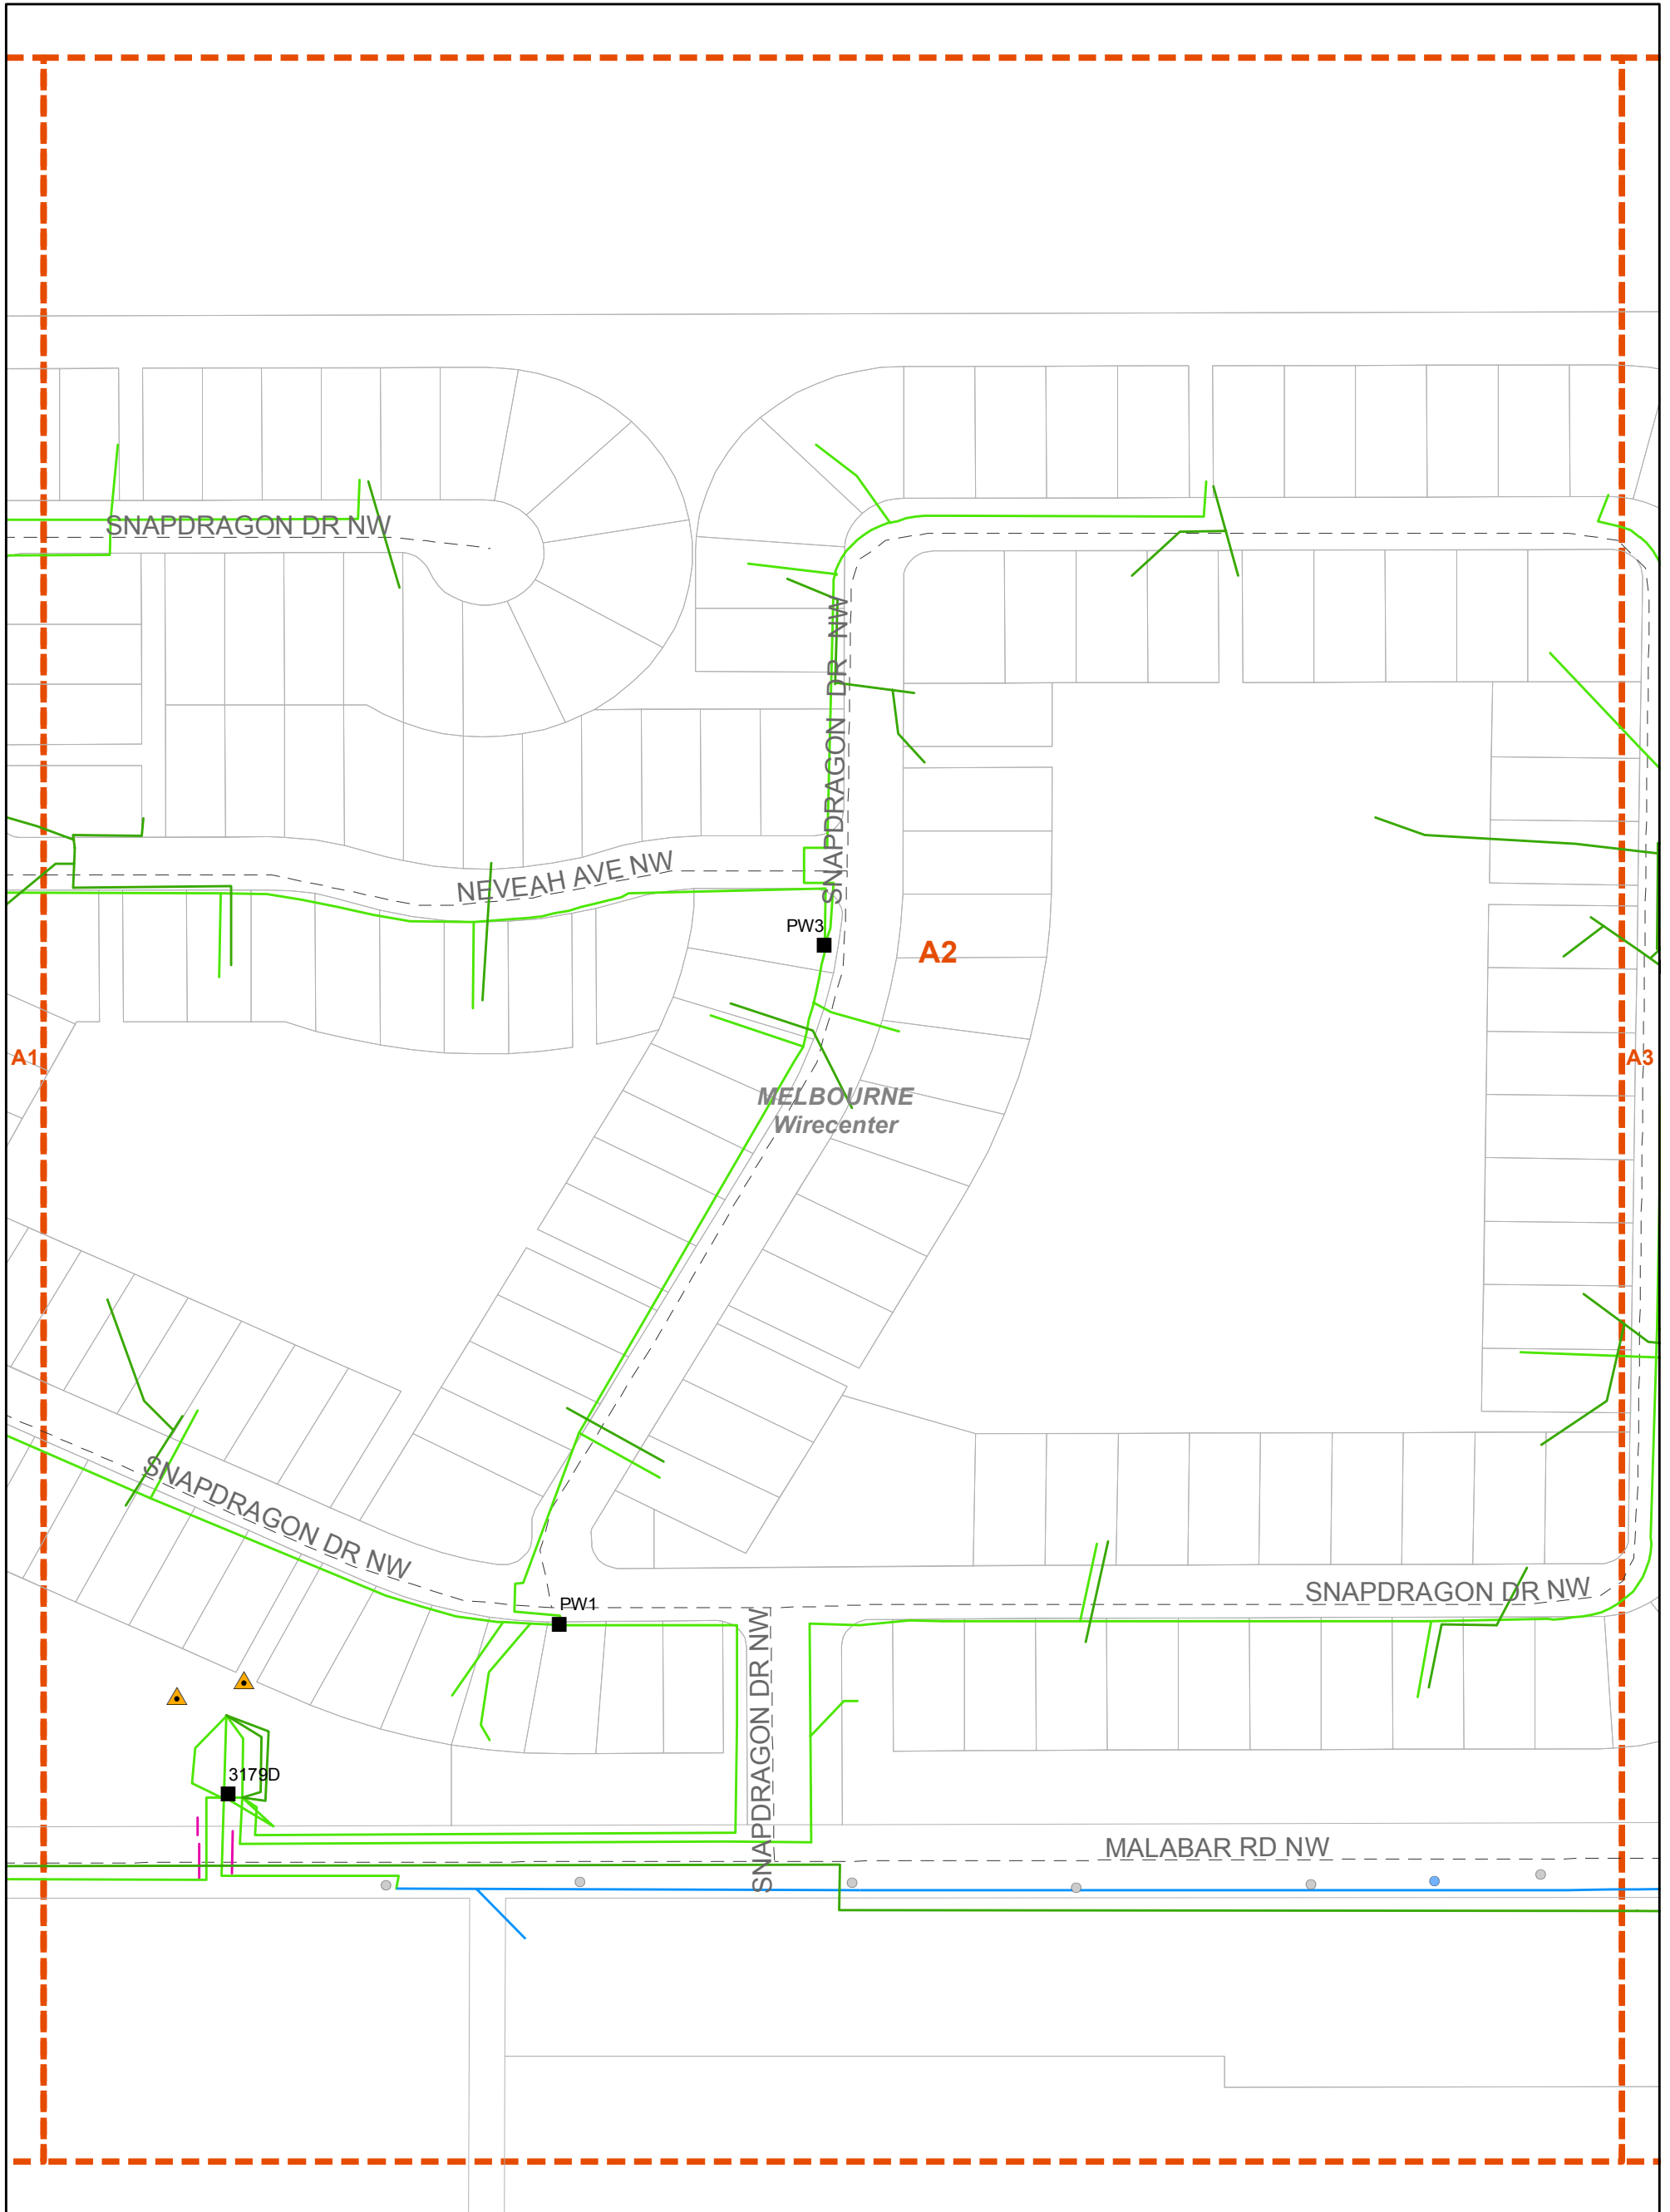 SNAPDRAGON DR NW
SNAPDRAGON DR NW
NEVEAH AVE NW
PW3
A2
A1
A3
MELBOURNE
Wirecenter
SNAPDRAGON DR NW
SNAPDRAGON DR NW
PW1
SNAPDRAGON DR NW
3179D
MALABAR RD NW